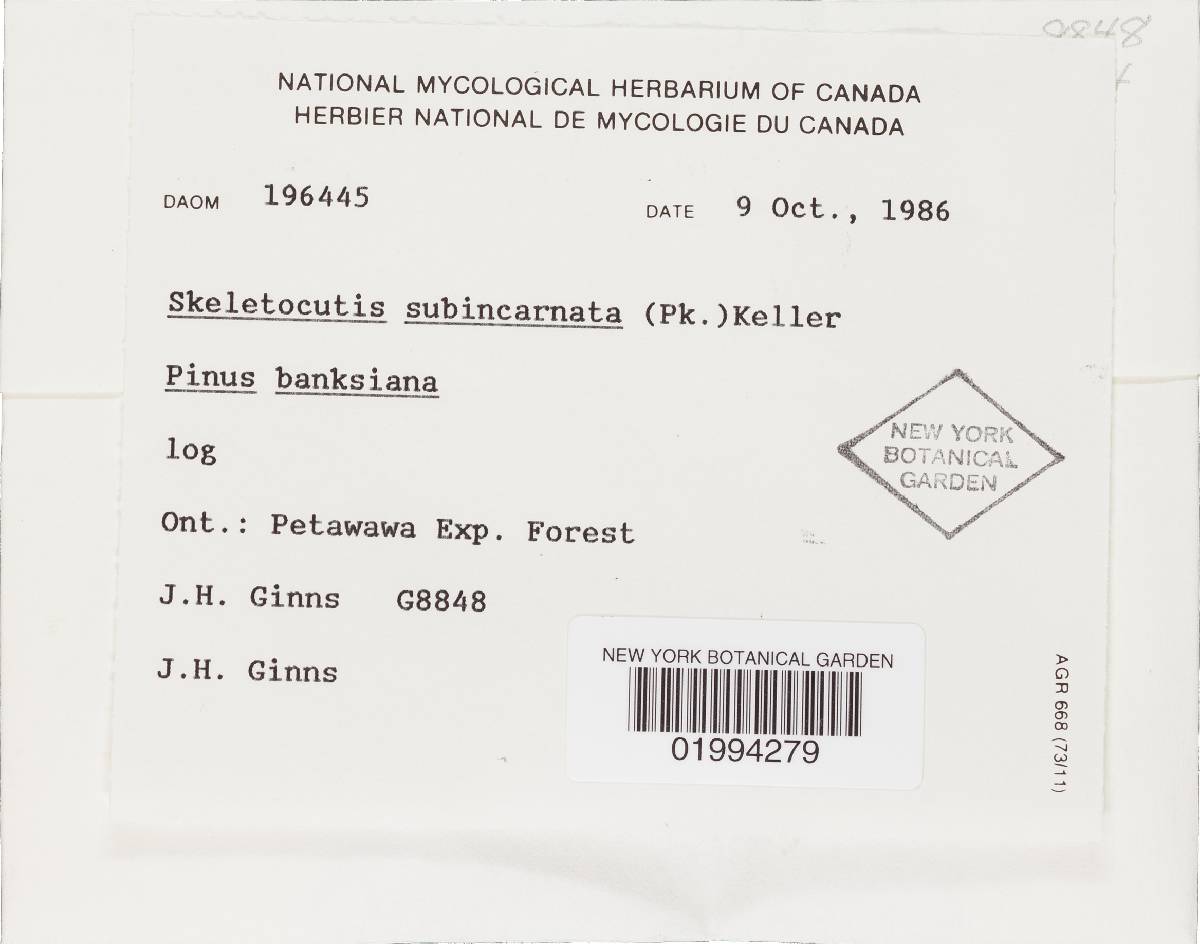 NATIONAL MYCOLOGICAL HERBARIUM OF CANADA
HERBIER NATIONAL DE MYCOLOGIE DU CANADA
DAOM 196445 DATE 9 Oct., 1986
Skeletocutis subincarnata (Pk.)Keller
Pinus banksiana
log
NEW YORK
BOTANICAL
GARDEN
Ont.: Petawawa Exp. Forest
J.H. Ginns G8848
J.H. Ginns
NEW YORK BOTANICAL GARDEN
01994279
AGR 668 (73/11)